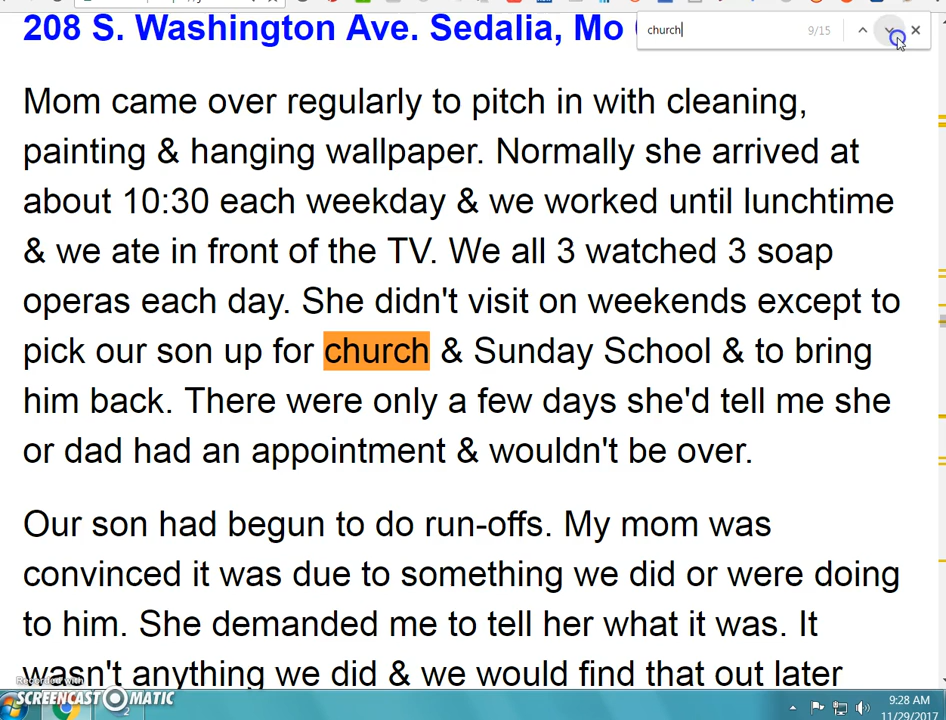 208 S. Washington Ave. Sedalia, Mo
church 9/15
Mom came over regularly to pitch in with cleaning,
painting & hanging wallpaper. Normally she arrived at
about 10:30 each weekday & we worked until lunchtime
& we ate in front of the TV. We all 3 watched 3 soap
operas each day. She didn't visit on weekends except to
pick our son up for church & Sunday School & to bring
him back. There were only a few days she'd tell me she
or dad had an appointment & wouldn't be over.
Our son had begun to do run-offs. My mom was
convinced it was due to something we did or were doing
to him. She demanded me to tell her what it was. It
wasn't anything we did & we would find that out later
Recorded with
SCREENCAST-O-MATIC
2
9:28 AM
11/29/2017